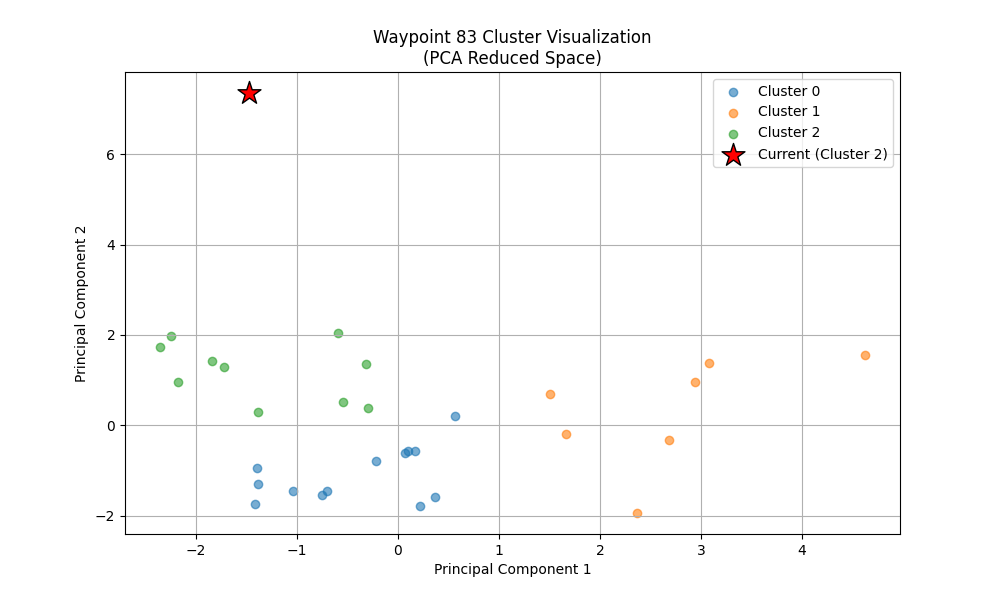 Waypoint 83 Cluster Visualization
(PCA Reduced Space)
Cluster 0
Cluster 1
Cluster 2
Current (Cluster 2)
Principal Component 2
6
4
2
0
−2
−2
−1
0
1
2
3
4
Principal Component 1